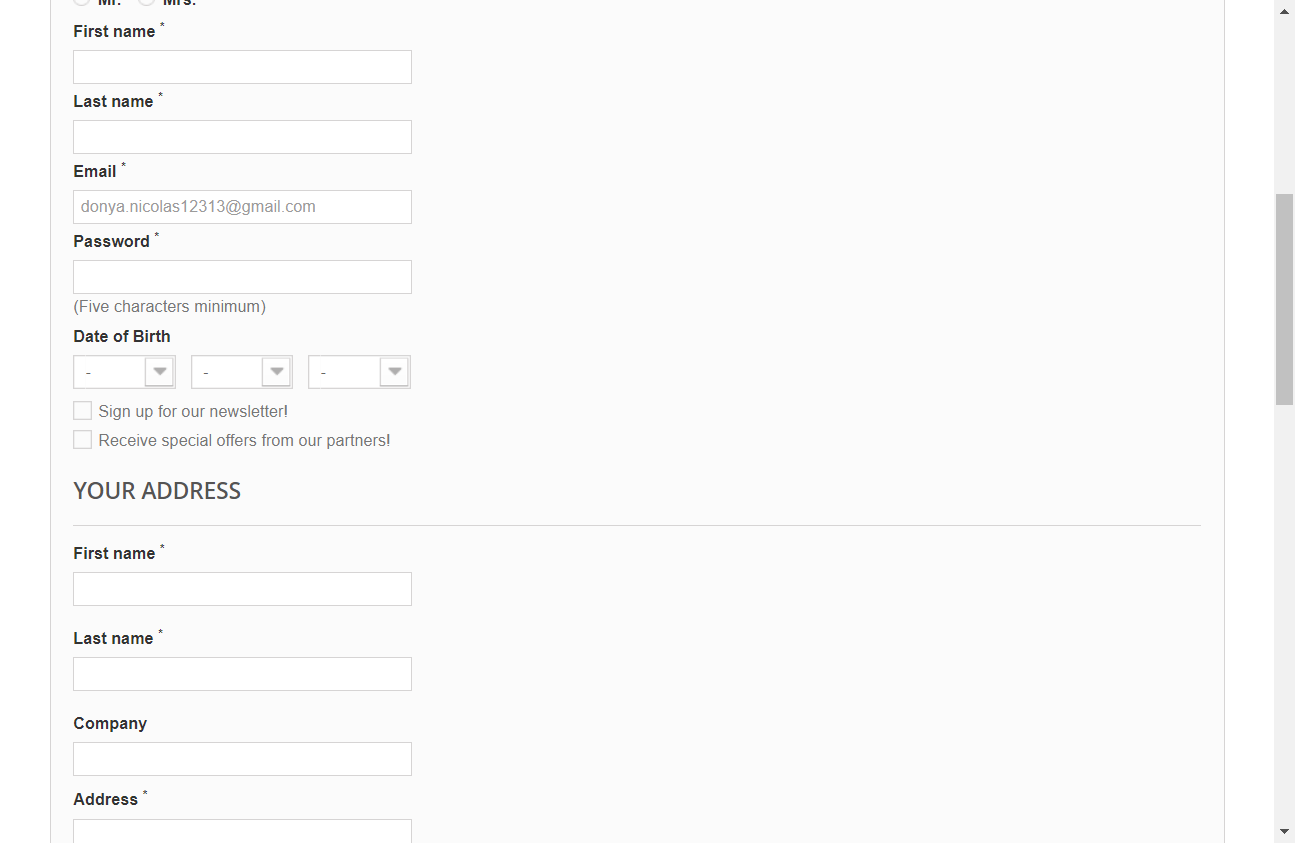 Mr. Mrs.
First name *
Last name *
Email *
donya.nicolas12313@gmail.com
Password *
(Five characters minimum)
Date of Birth
- - -
Sign up for our newsletter!
Receive special offers from our partners!
YOUR ADDRESS
First name *
Last name *
Company
Address *